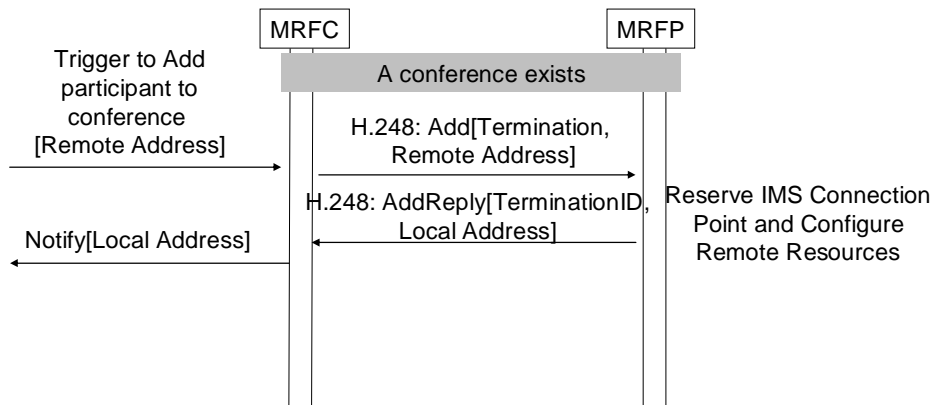 MRFC
MRFP
A conference exists
Trigger to Add
participant to
conference
[Remote Address]
H.248: Add[Termination,
Remote Address]
H.248: AddReply[TerminationID,
Local Address]
Reserve IMS Connection
Point and Configure
Remote Resources
Notify[Local Address]